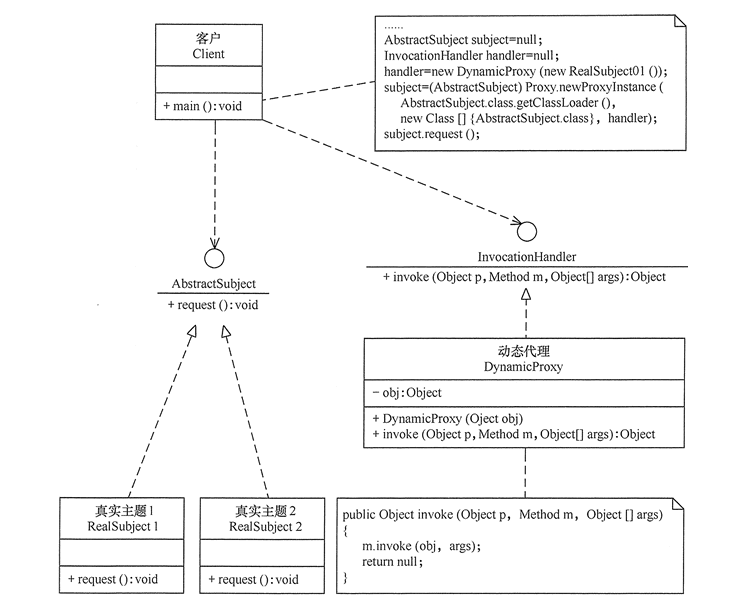 客户
Client
+ main ():void
......
AbstractSubject subject=null;
InvocationHandler handler=null;
handler=new DynamicProxy (new RealSubject01 ());
subject=(AbstractSubject) Proxy.newProxyInstance (
AbstractSubject.class.getClassLoader (),
new Class [] {AbstractSubject.class}, handler);
subject.request ();
AbstractSubject
+ request ():void
InvocationHandler
+ invoke (Object p,Method m,Object[] args):Object
动态代理
DynamicProxy
− obj:Object
+ DynamicProxy (Oject obj)
+ invoke (Object p,Method m,Object[] args):Object
真实主题1
RealSubject 1
+ request ():void
真实主题2
RealSubject 2
+ request ():void
public Object invoke (Object p, Method m, Object [] args)
{
m.invoke (obj, args);
return null;
}